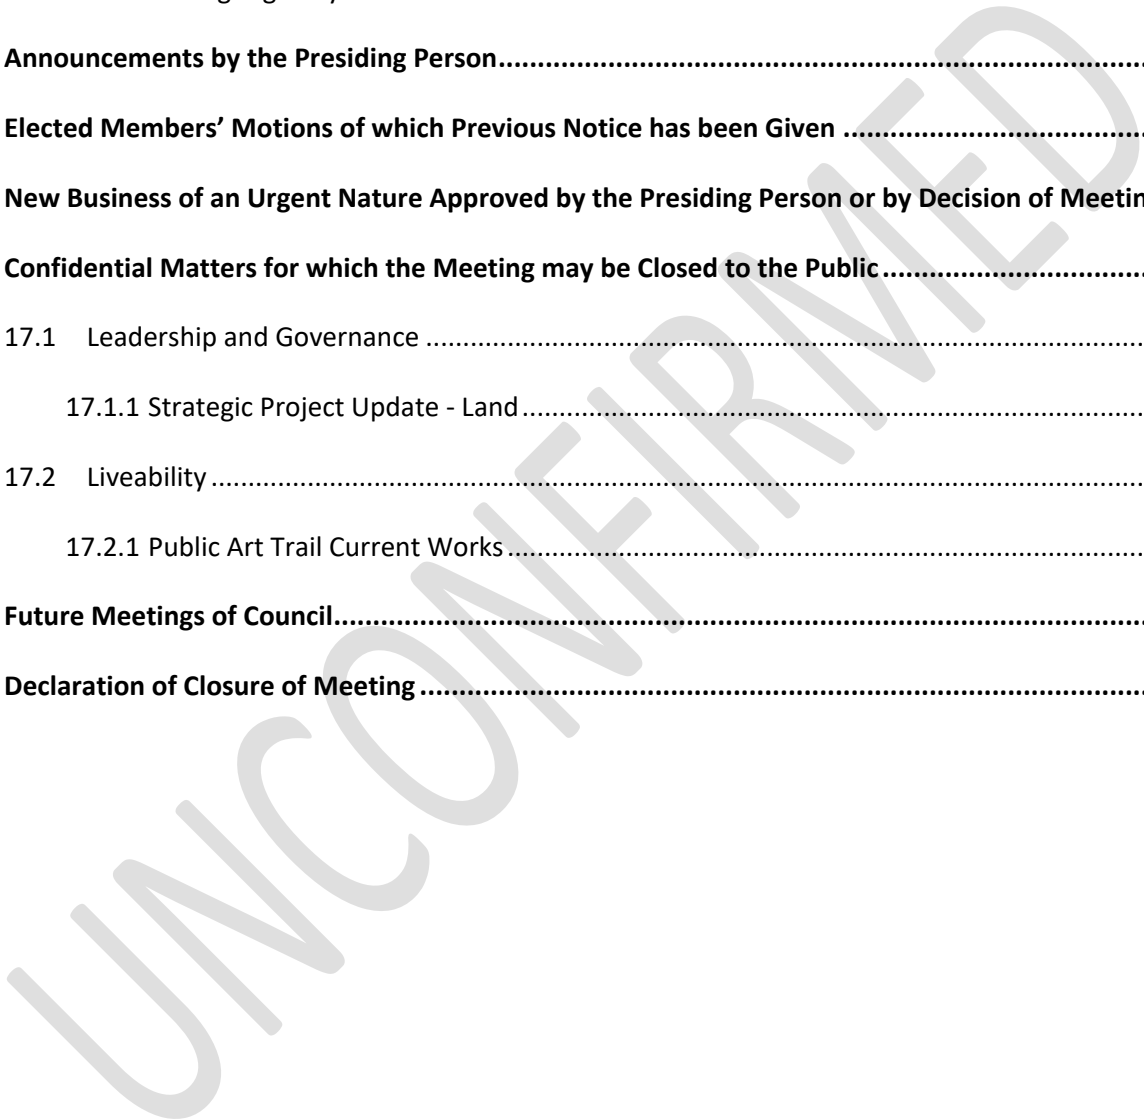 Announcements by the Presiding Person
Elected Members’ Motions of which Previous Notice has been Given
New Business of an Urgent Nature Approved by the Presiding Person or by Decision of
Confidential Matters for which the Meeting may be Closed to the Public
17.1 Leadership and Governance
17.1.1 Strategic Project Update - Land
17.2 Liveability
17.2.1 Public Art Trail Current Works
Future Meetings of Council
Declaration of Closure of Meeting
UNCONFIRMED